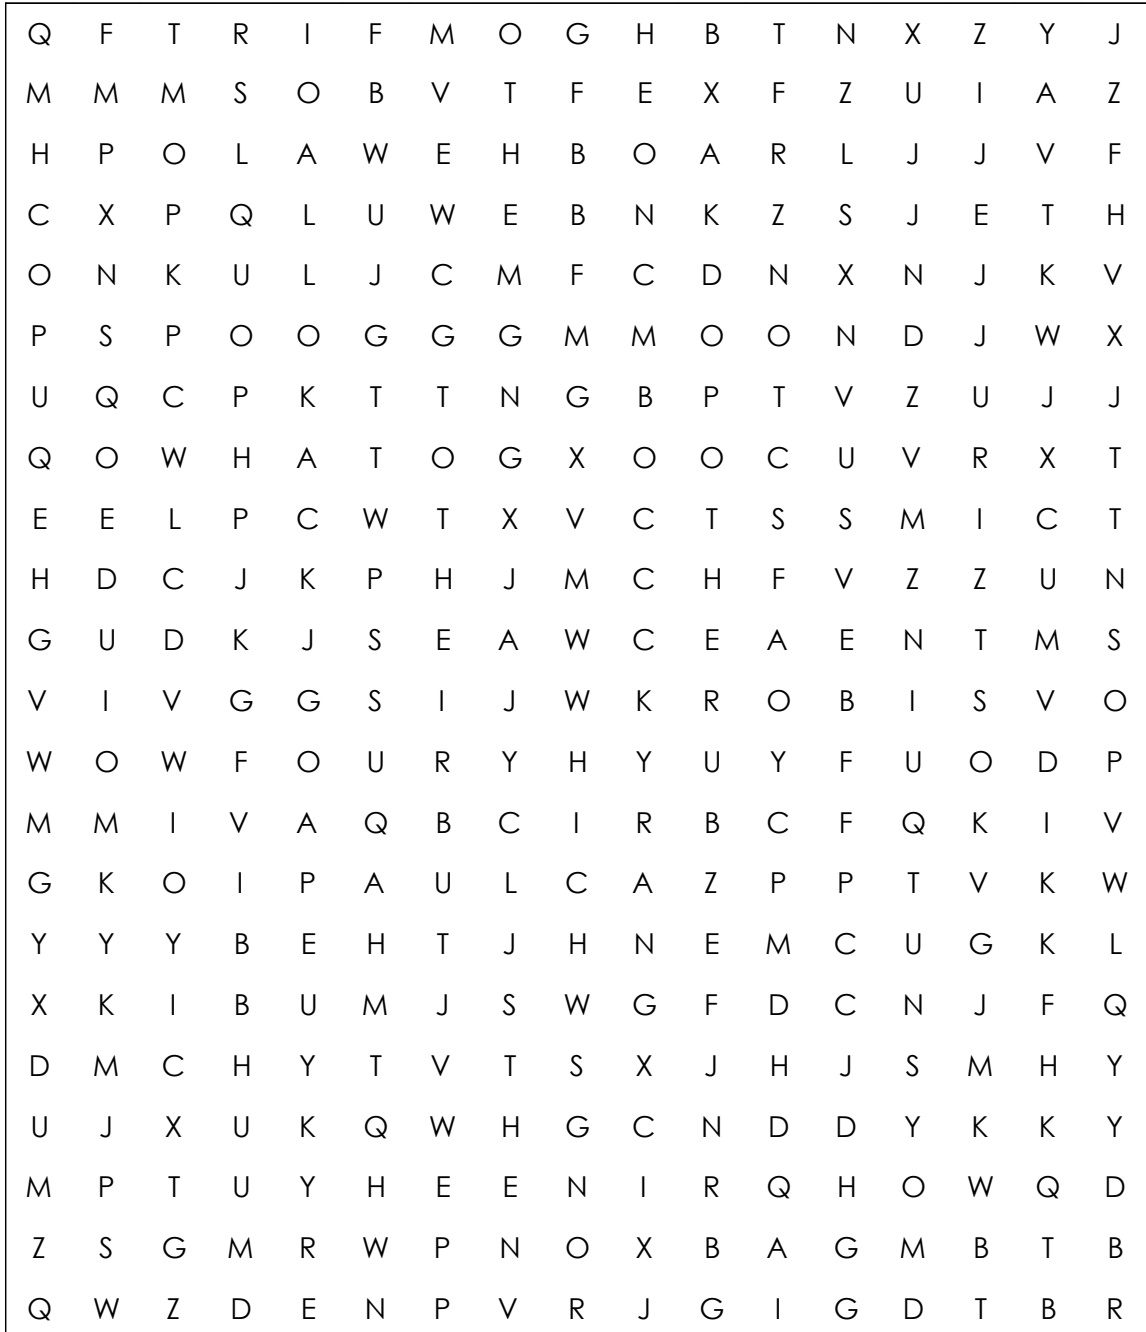 Q F T R I F M O G H B T N X Z Y J
M M M S O B V T F E X F Z U I A Z
H P O L A W E H B O A R L J J V F
C X P Q L U W E B N K Z S J E T H
O N K U L J C M F C D N X N J K V
P S P O O G G G M M O O N D J W X
U Q C P K T T N G B P T V Z U J J
Q O W H A T O G X O O C U V R X T
E E L P C W T X V C T S S M I C T
H D C J K P H J M C H F V Z Z U N
G U D K J S E A W C E A E N T M S
V I V G G S I J W K R O B I S V O
W O W F O U R Y H Y U Y F U O D P
M M I V A Q B C I R B C F Q K I V
G K O I P A U L C A Z P P T V K W
Y Y Y B E H T J H N E M C U G K L
X K I B U M J S W G F D C N J F Q
D M C H Y T V T S X J H J S M H Y
U J X U K Q W H G C N D D Y K K Y
M P T U Y H E E N I R Q H O W Q D
Z S G M R W P N O X B A G M B T B
Q W Z D E N P V R J G I G D T B R